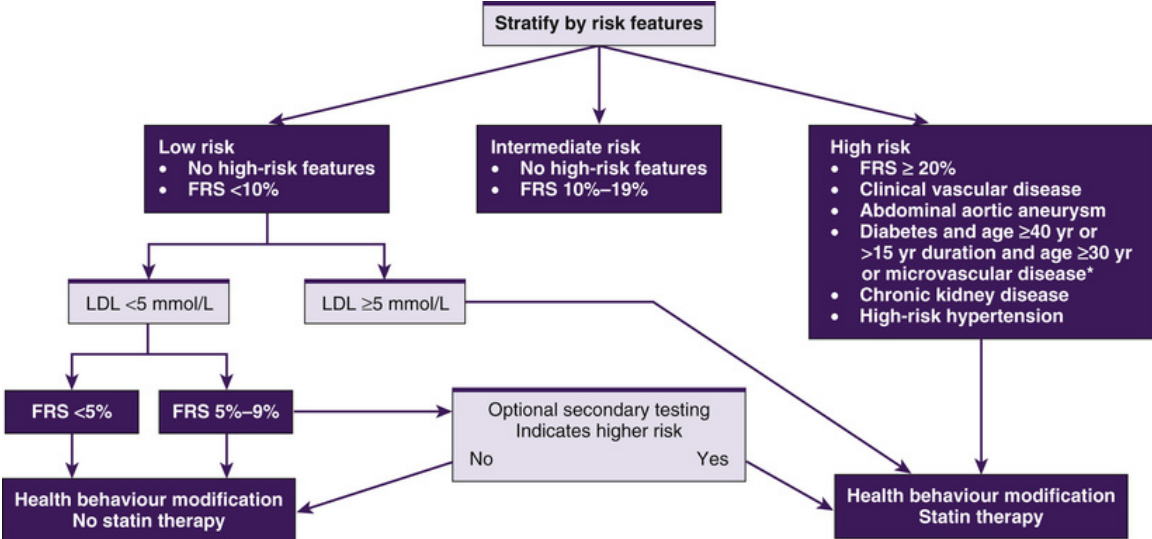 Stratify by risk features
Low risk
• No high-risk features
• FRS <10%
Intermediate risk
• No high-risk features
• FRS 10%–19%
High risk
• FRS ≥ 20%
• Clinical vascular disease
• Abdominal aortic aneurysm
• Diabetes and age ≥40 yr or
>15 yr duration and age ≥30 yr
or microvascular disease*
• Chronic kidney disease
• High-risk hypertension
LDL <5 mmol/L
LDL ≥5 mmol/L
FRS <5%
FRS 5%–9%
Optional secondary testing
Indicates higher risk
No Yes
Health behaviour modification
No statin therapy
Health behaviour modification
Statin therapy